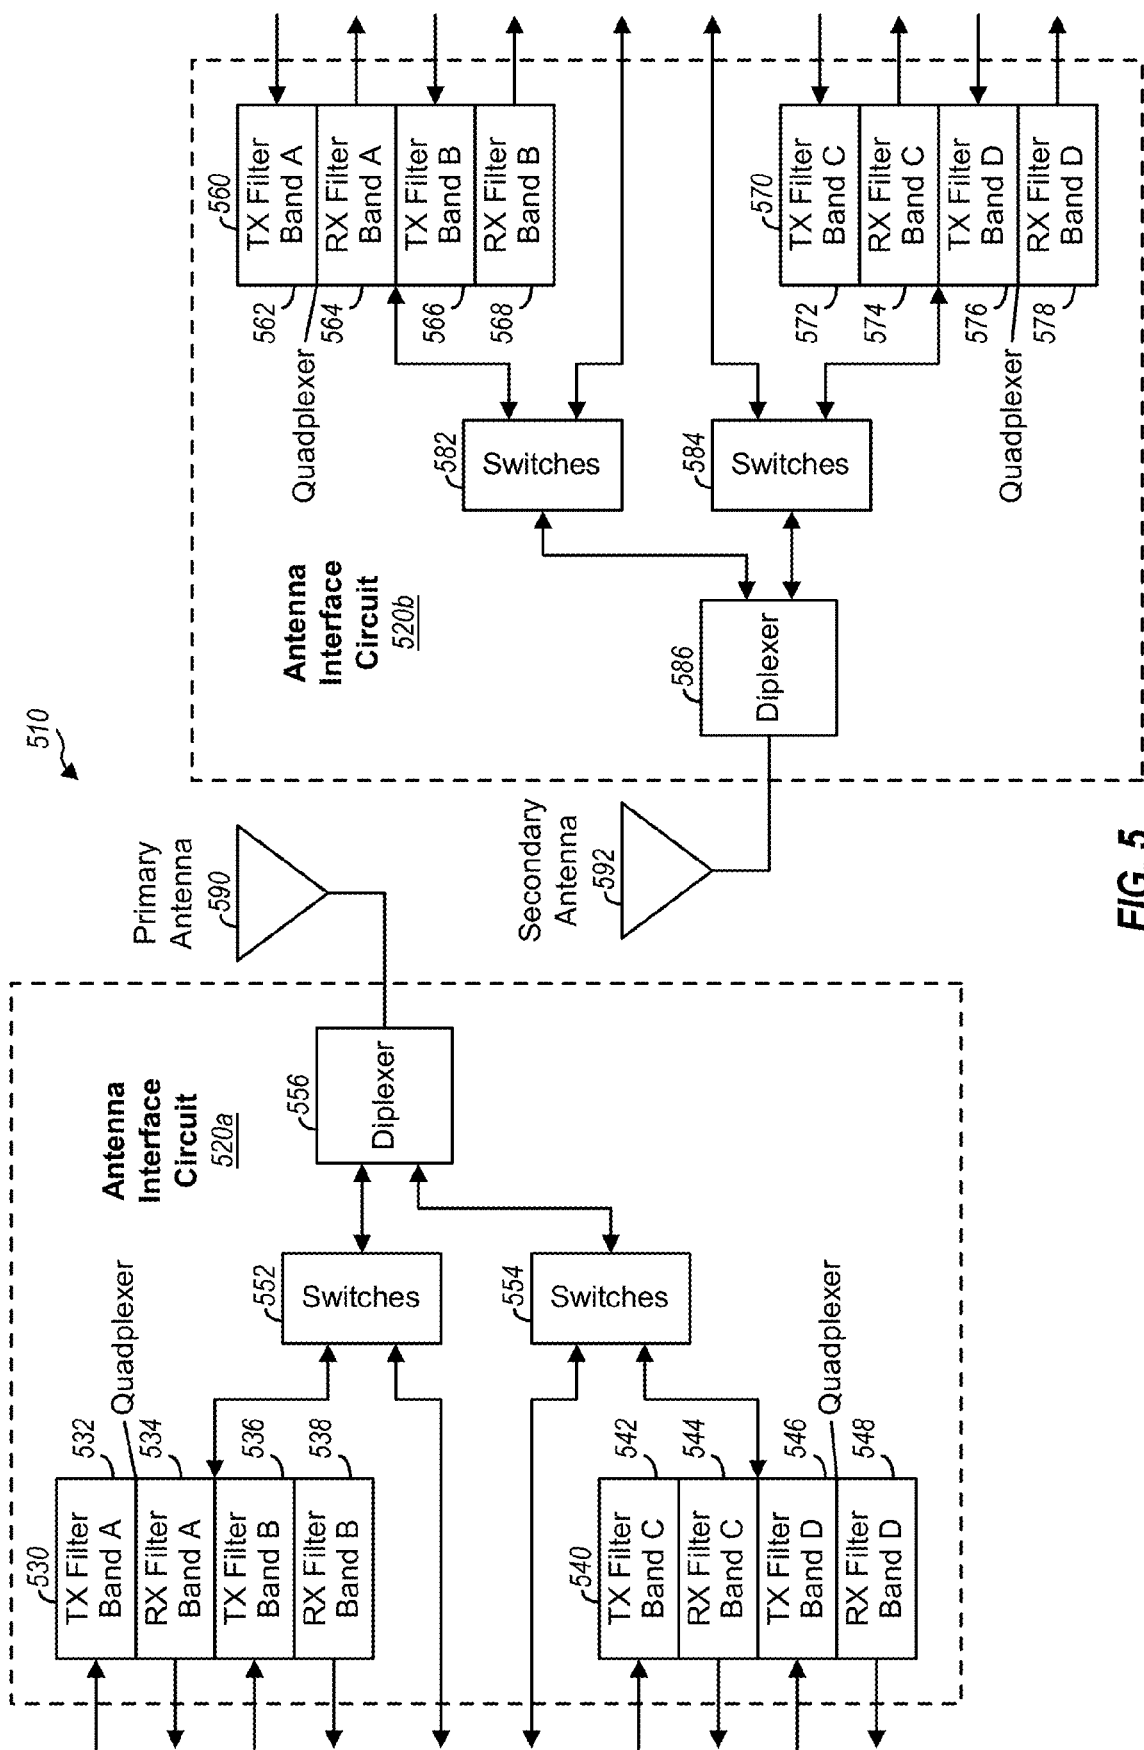 510
Antenna
Interface
Circuit
520a
530
TX Filter
Band A
532
RX Filter
Band A
534
TX Filter
Band B
536
RX Filter
Band B
538
Quadplexer
552
Switches
554
Switches
556
Diplexer
540
TX Filter
Band C
542
RX Filter
Band C
544
TX Filter
Band D
546
RX Filter
Band D
548
Quadplexer
Primary
Antenna
590
Secondary
Antenna
592
Antenna
Interface
Circuit
520b
586
Diplexer
582
Switches
584
Switches
560
562
TX Filter
Band A
564
RX Filter
Band A
566
TX Filter
Band B
568
RX Filter
Band B
Quadplexer
570
572
TX Filter
Band C
574
RX Filter
Band C
576
TX Filter
Band D
578
RX Filter
Band D
Quadplexer
FIG. 5